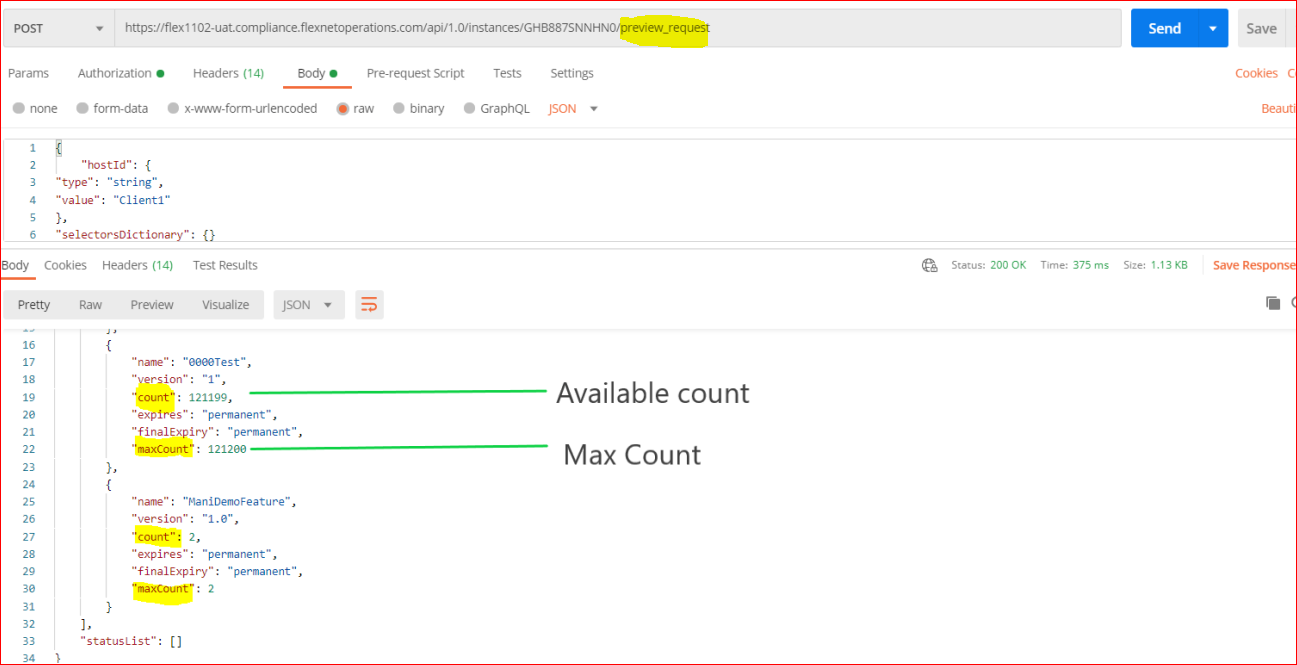 POST https://flex1102-uat.compliance.flexnetoperations.com/api/1.0/instances/GHB887SNNHN0/preview_request Send Save
Params Authorization Headers (14) Body Pre-request Script Tests Settings Cookies
none form-data x-www-form-urlencoded raw binary GraphQL JSON Beauti
1 {
2 "hostId": {
3 "type": "string",
4 "value": "Client1"
5 },
6 "selectorsDictionary": {}
Body Cookies Headers (14) Test Results Status: 200 OK Time: 375 ms Size: 1.13 KB Save Response
Pretty Raw Preview Visualize JSON
15 },
16 {
17 "name": "0000Test",
18 "version": "1",
19 "count": 121199, Available count
20 "expires": "permanent",
21 "finalExpiry": "permanent",
22 "maxCount": 121200 Max Count
23 },
24 {
25 "name": "ManiDemoFeature",
26 "version": "1.0",
27 "count": 2,
28 "expires": "permanent",
29 "finalExpiry": "permanent",
30 "maxCount": 2
31 }
32 ],
33 "statusList": []
34 }